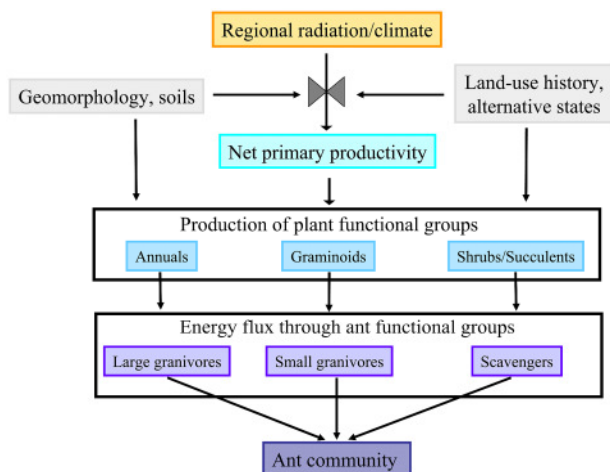 Regional radiation/climate
Geomorphology, soils
Land-use history,
alternative states
Net primary productivity
Production of plant functional groups
Annuals
Graminoids
Shrubs/Succulents
Energy flux through ant functional groups
Large granivores
Small granivores
Scavengers
Ant community